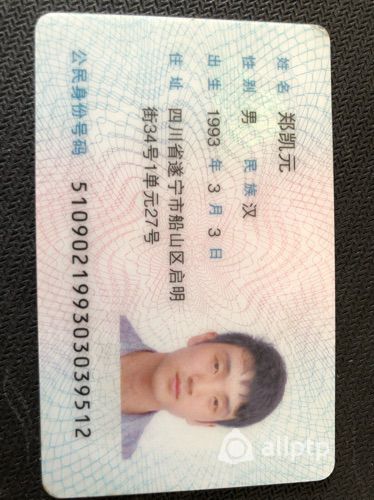 姓名 郑凯元
性别 男 民族 汉
出生 1993 年 3 月 3 日
住址 四川省遂宁市船山区启明
街34号1单元27号
公民身份号码 510902199303039512
allptp